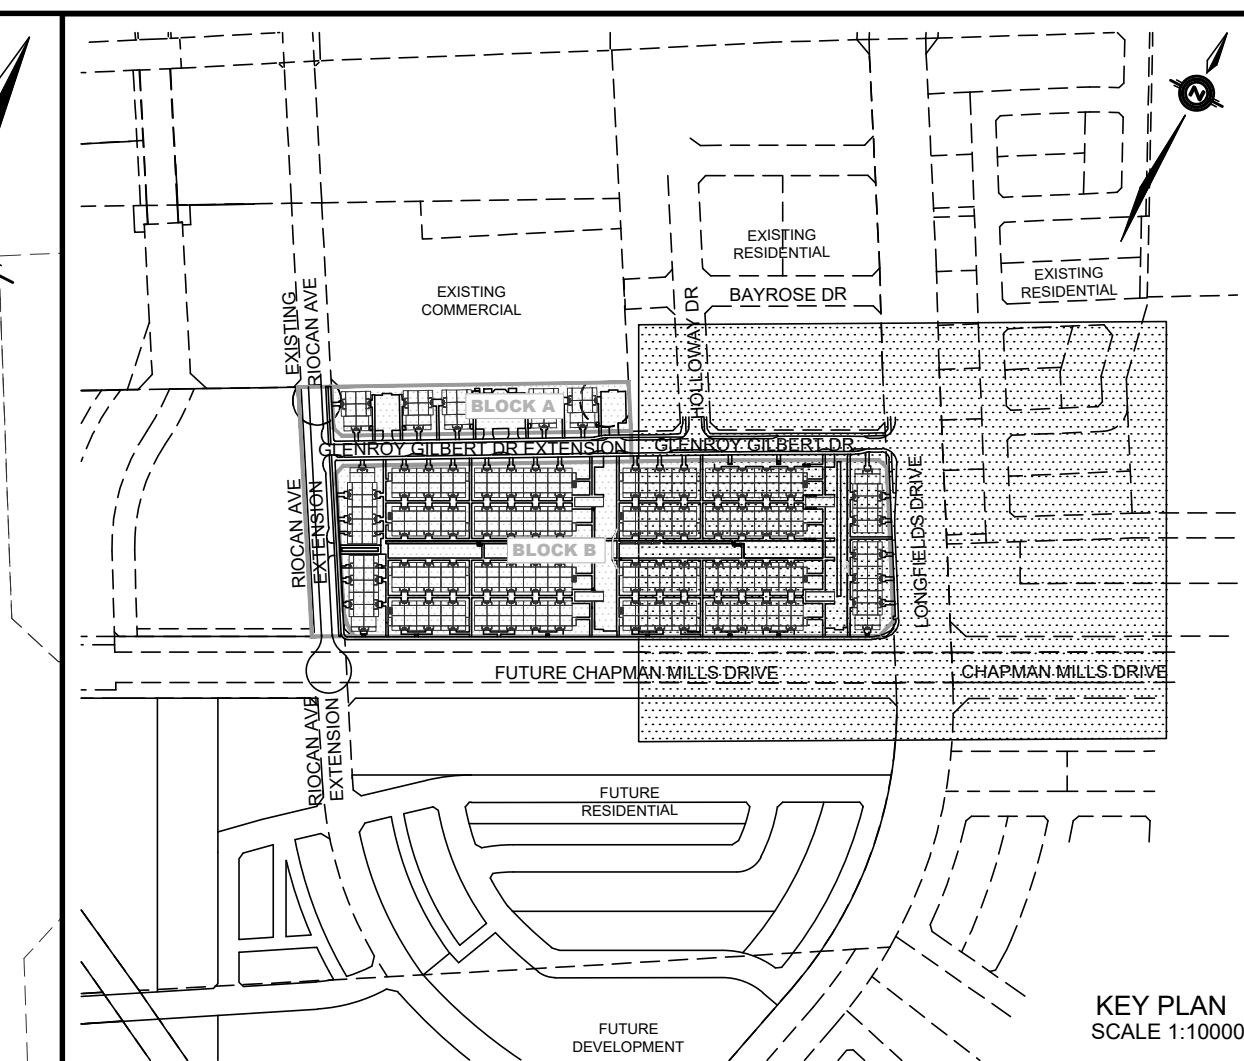 N
EXISTING
RESIDENTIAL
EXISTING
RESIDENTIAL
EXISTING
COMMERCIAL
BAYROSE DR
HOLLOWAY DR
EXISTING
RIOCAN AVE
BLOCK A
GLENROY GILBERT DR EXTENSION
GLENROY GILBERT DR
RIOCAN AVE
EXTENSION
BLOCK B
LONGFIELDS DRIVE
FUTURE CHAPMAN MILLS DRIVE
CHAPMAN MILLS DRIVE
RIOCAN AVE
EXTENSION
FUTURE
RESIDENTIAL
FUTURE
DEVELOPMENT
KEY PLAN
SCALE 1:10000